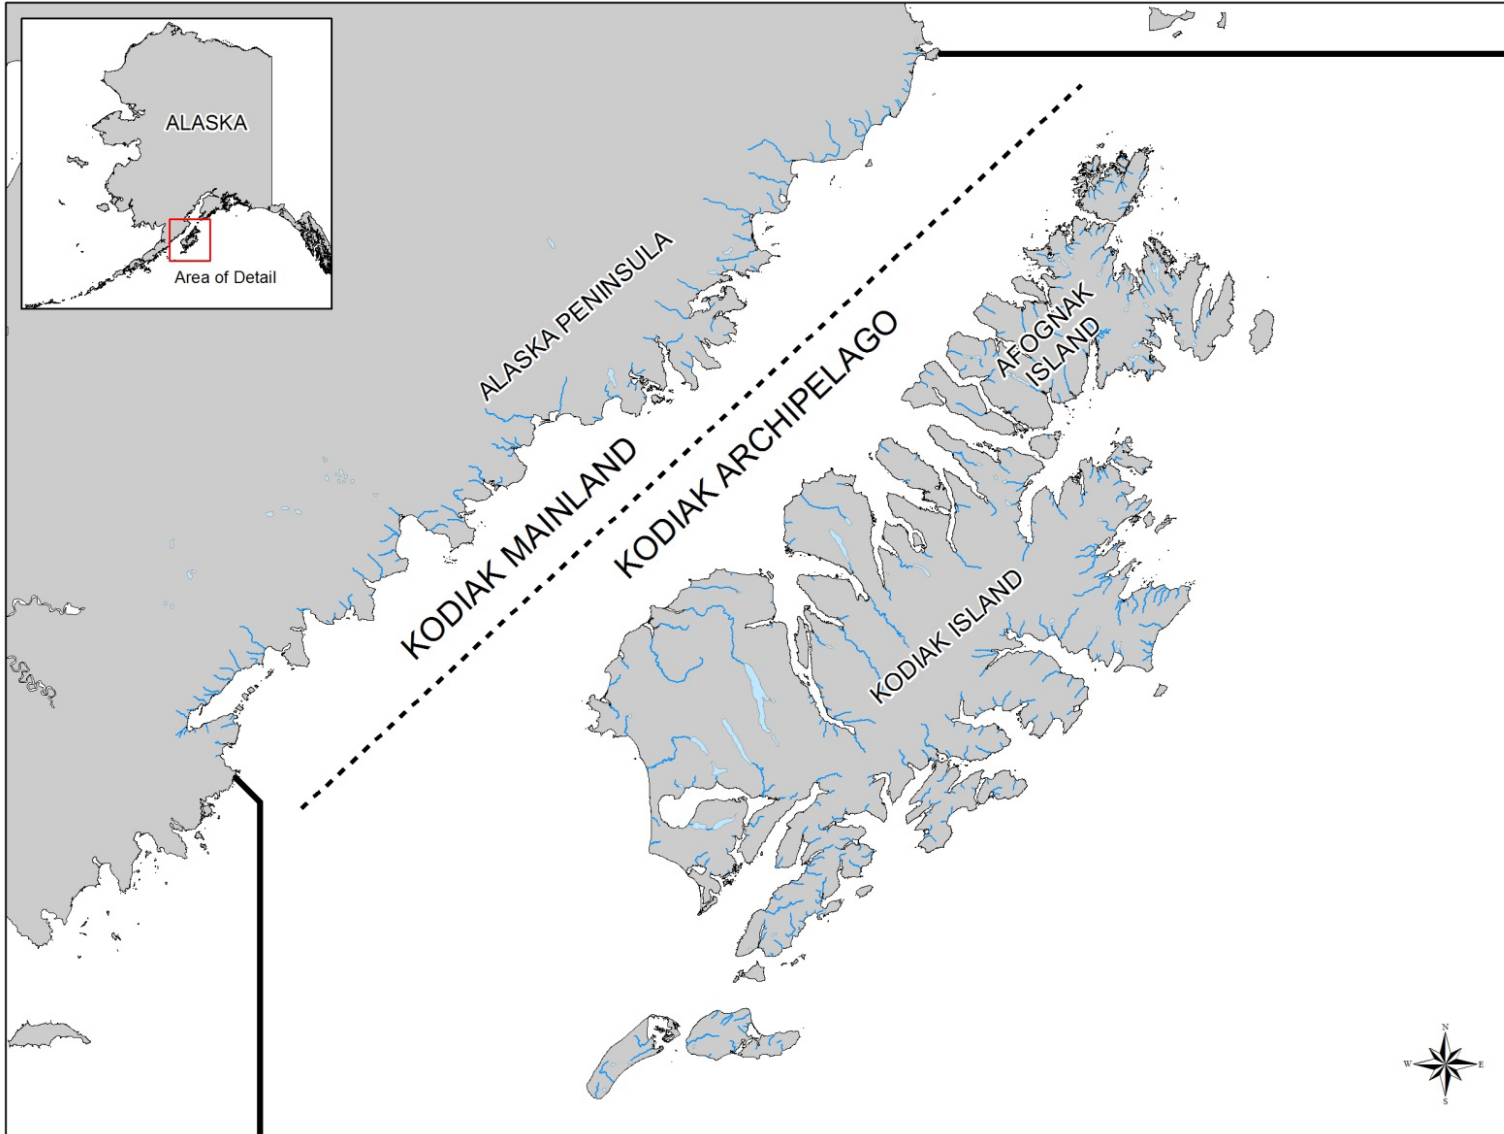 ALASKA
Area of Detail
ALASKA PENINSULA
KODIAK MAINLAND
KODIAK ARCHIPELAGO
AFOGNAK
ISLAND
KODIAK ISLAND
N
W
E
S